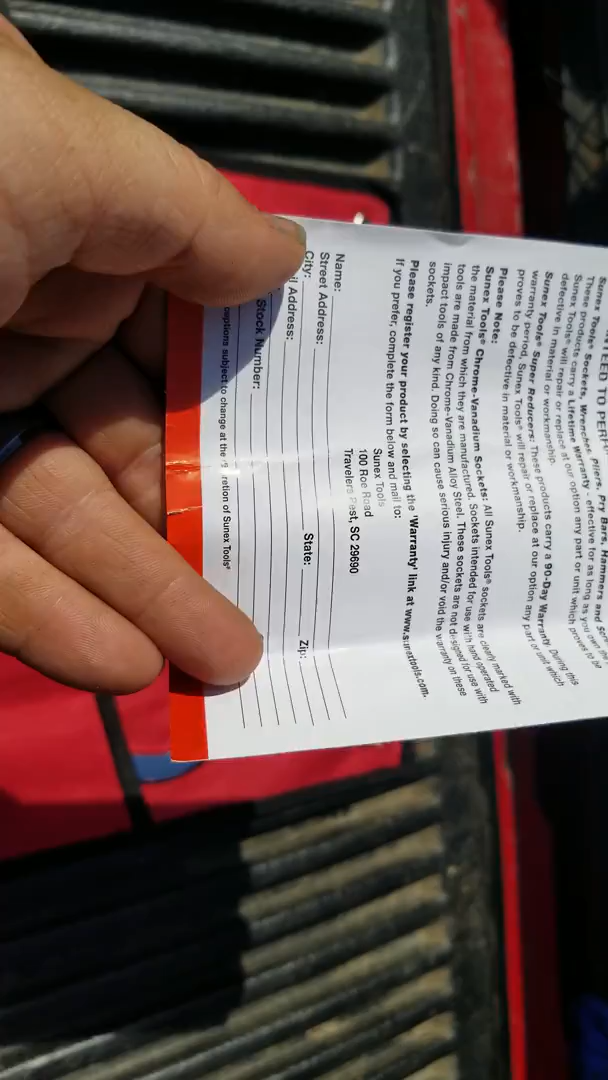 TEED TO PERF
Sunex Tools® Sockets, Wrenches, Pliers, Pry Bars, Hammers and
These products carry a Lifetime Warranty - effective for as long as you own the
Sunex Tools® will repair or replace at our option any part or unit which proves to be
defective in material or workmanship.
Sunex Tools® Super Reducers: These products carry a 90-Day Warranty. During this
warranty period, Sunex Tools® will repair or replace at our option any part or unit which
proves to be defective in material or workmanship.
Please Note:
Sunex Tools® Chrome-Vanadium Sockets: All Sunex Tools® sockets are clearly marked with
the material from which they are manufactured. Sockets intended for use with hand operated
tools are made from Chrome-Vanadium Alloy Steel. These sockets are not designed for use with
impact tools of any kind. Doing so can cause serious injury and/or void the warranty on these
sockets.
Please register your product by selecting the 'Warranty' link at www.sunextools.com.
If you prefer, complete the form below and mail to:
Sunex Tools
100 Roe Road
Travelers Rest, SC 29690
Name:
Street Address:
City: State: Zip:
il Address:
Stock Number:
ceptions subject to change at the retion of Sunex Tools®